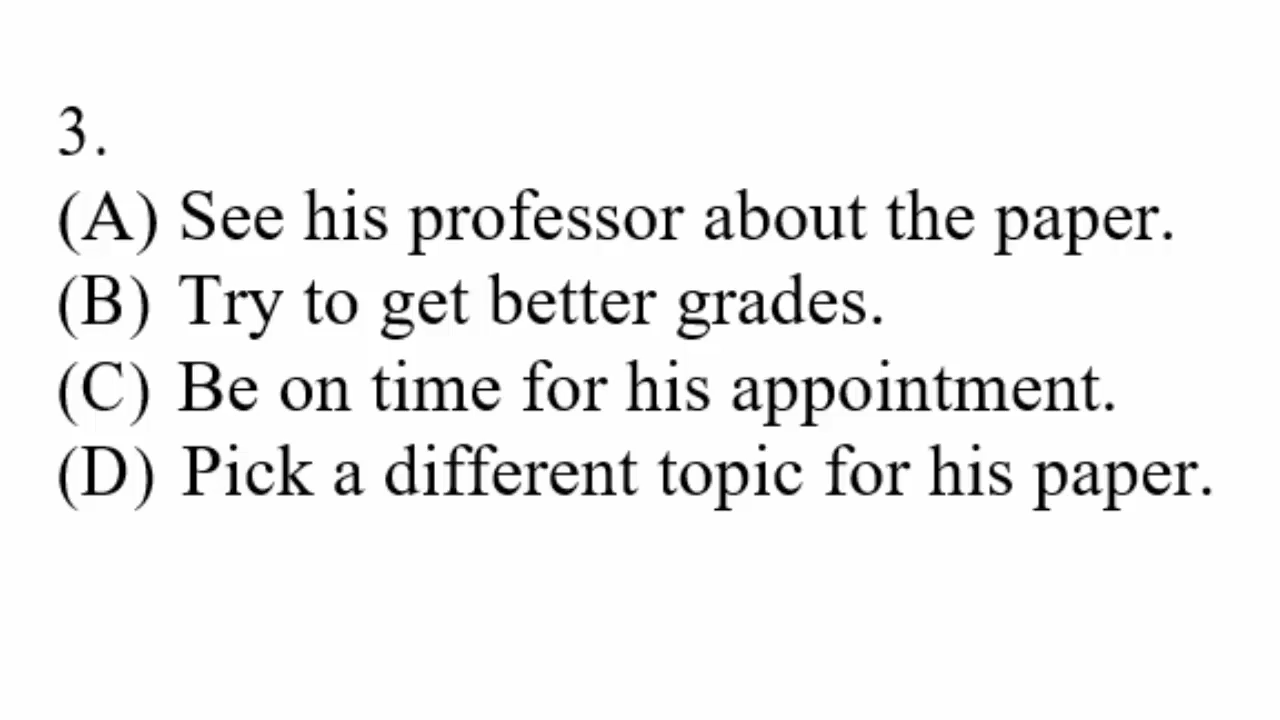 3.
(A) See his professor about the paper.
(B) Try to get better grades.
(C) Be on time for his appointment.
(D) Pick a different topic for his paper.